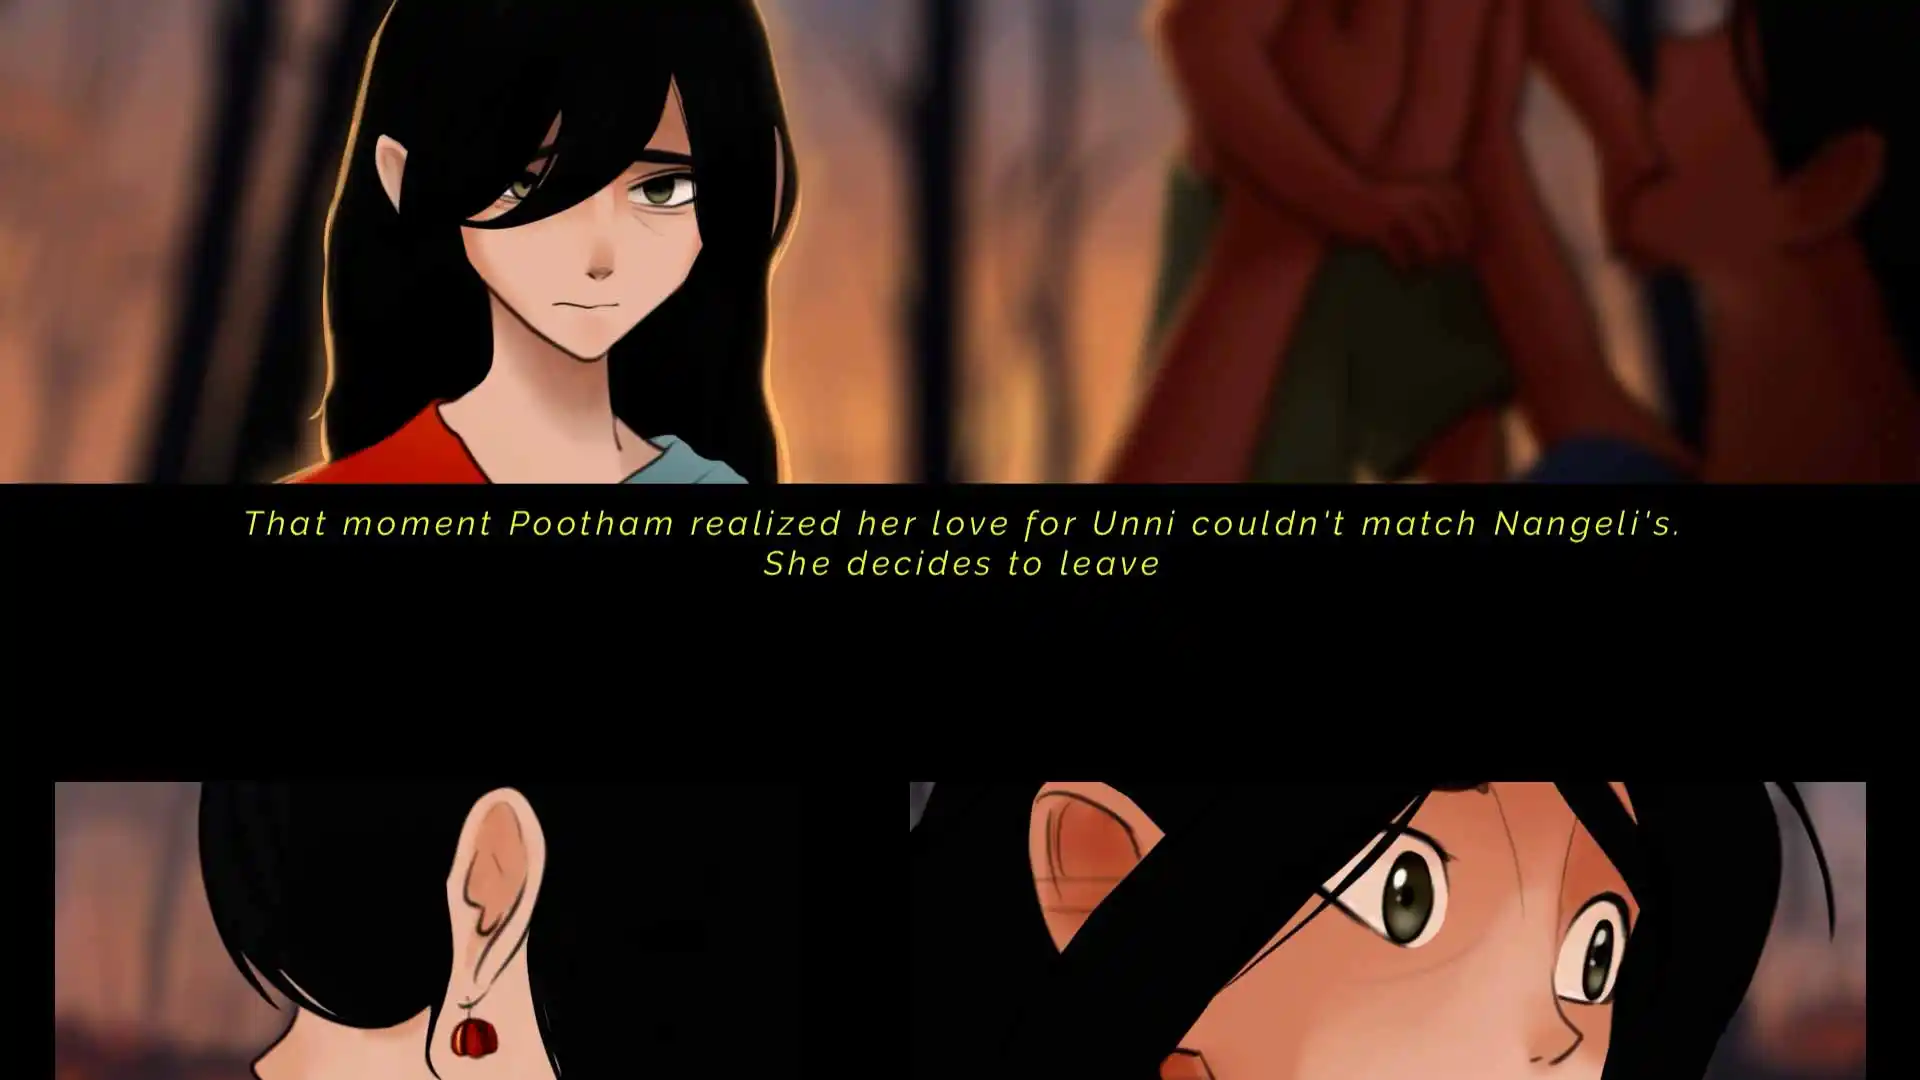 That moment Pootham realized her love for Unni couldn't match Nangeli's.
She decides to leave